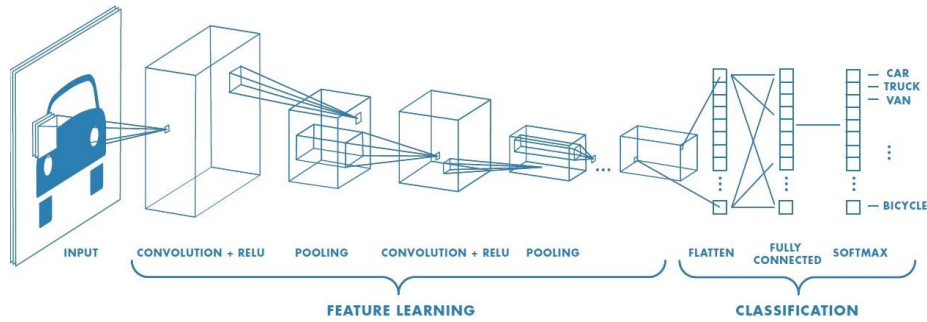 CAR
TRUCK
VAN
BICYCLE
INPUT
CONVOLUTION + RELU
POOLING
CONVOLUTION + RELU
POOLING
FLATTEN
FULLY
CONNECTED
SOFTMAX
FEATURE LEARNING
CLASSIFICATION